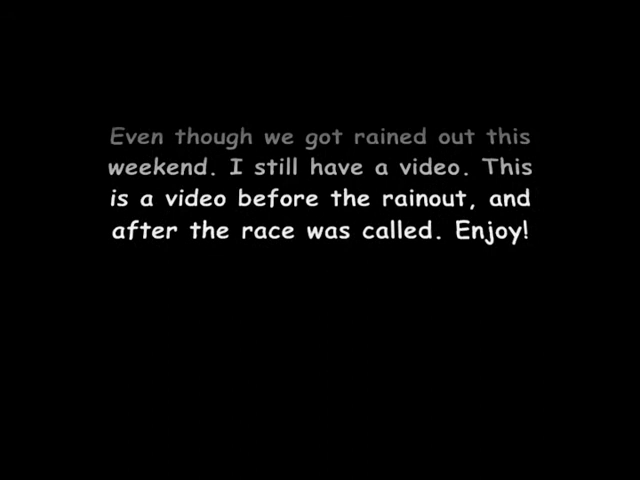 Even though we got rained out this
weekend. I still have a video. This
is a video before the rainout, and
after the race was called. Enjoy!